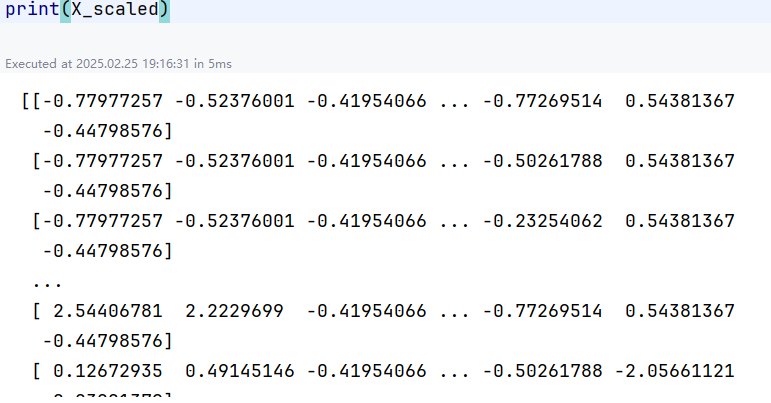 print(X_scaled)
Executed at 2025.02.25 19:16:31 in 5ms
[[-0.77977257 -0.52376001 -0.41954066 ... -0.77269514  0.54381367
  -0.44798576]
 [-0.77977257 -0.52376001 -0.41954066 ... -0.50261788  0.54381367
  -0.44798576]
 [-0.77977257 -0.52376001 -0.41954066 ... -0.23254062  0.54381367
  -0.44798576]
 ...
 [ 2.54406781  2.2229699  -0.41954066 ... -0.77269514  0.54381367
  -0.44798576]
 [ 0.12672935  0.49145146 -0.41954066 ... -0.50261788 -2.05661121